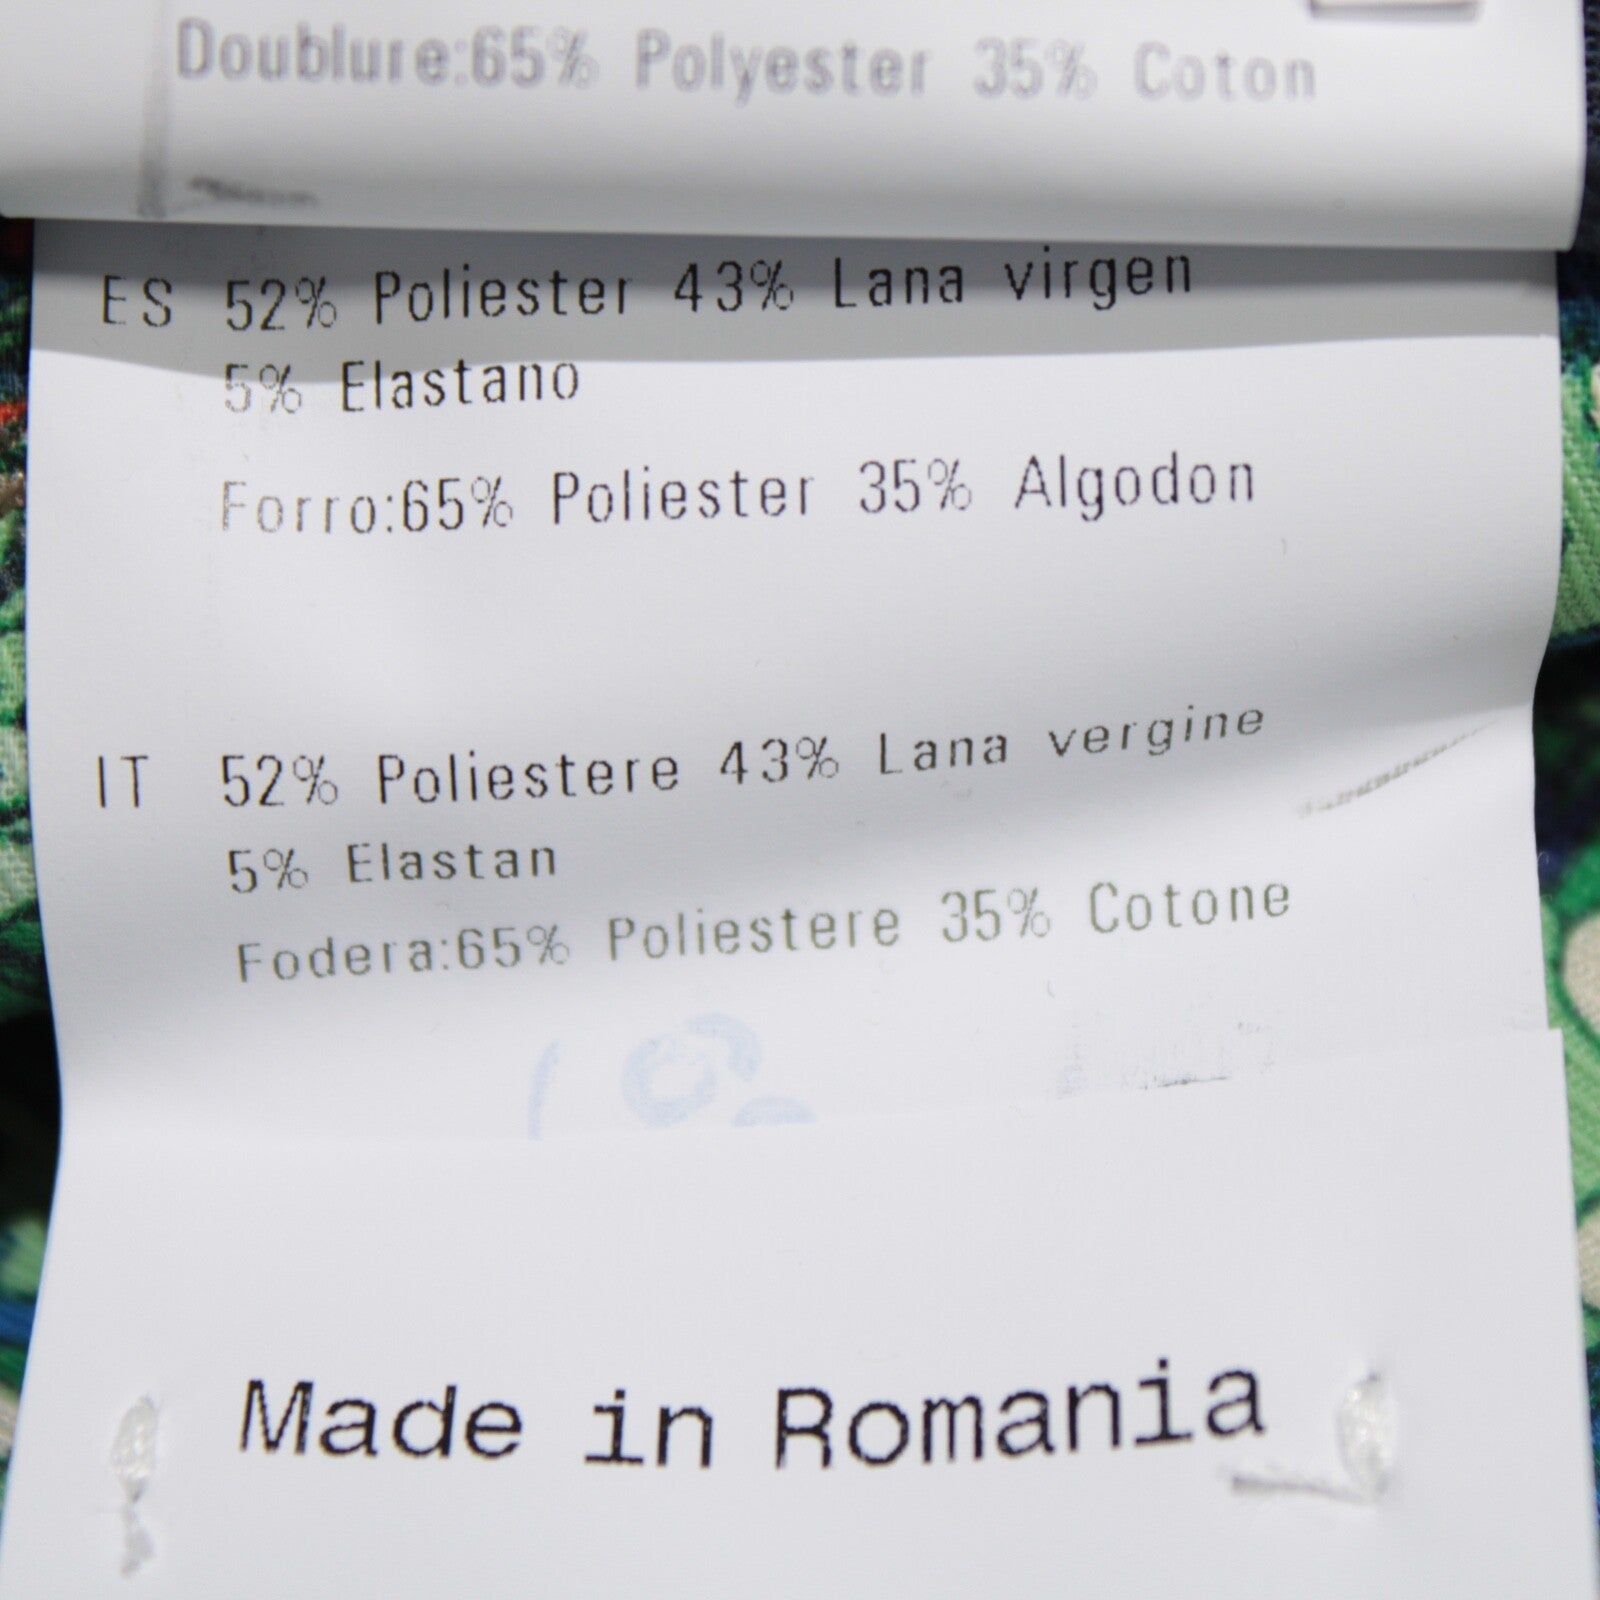 Doublure:65% Polyester 35% Coton
ES 52% Poliester 43% Lana virgen
5% Elastano
Forro:65% Poliester 35% Algodon
IT 52% Poliestere 43% Lana vergine
5% Elastan
Fodera:65% Poliestere 35% Cotone
Made in Romania